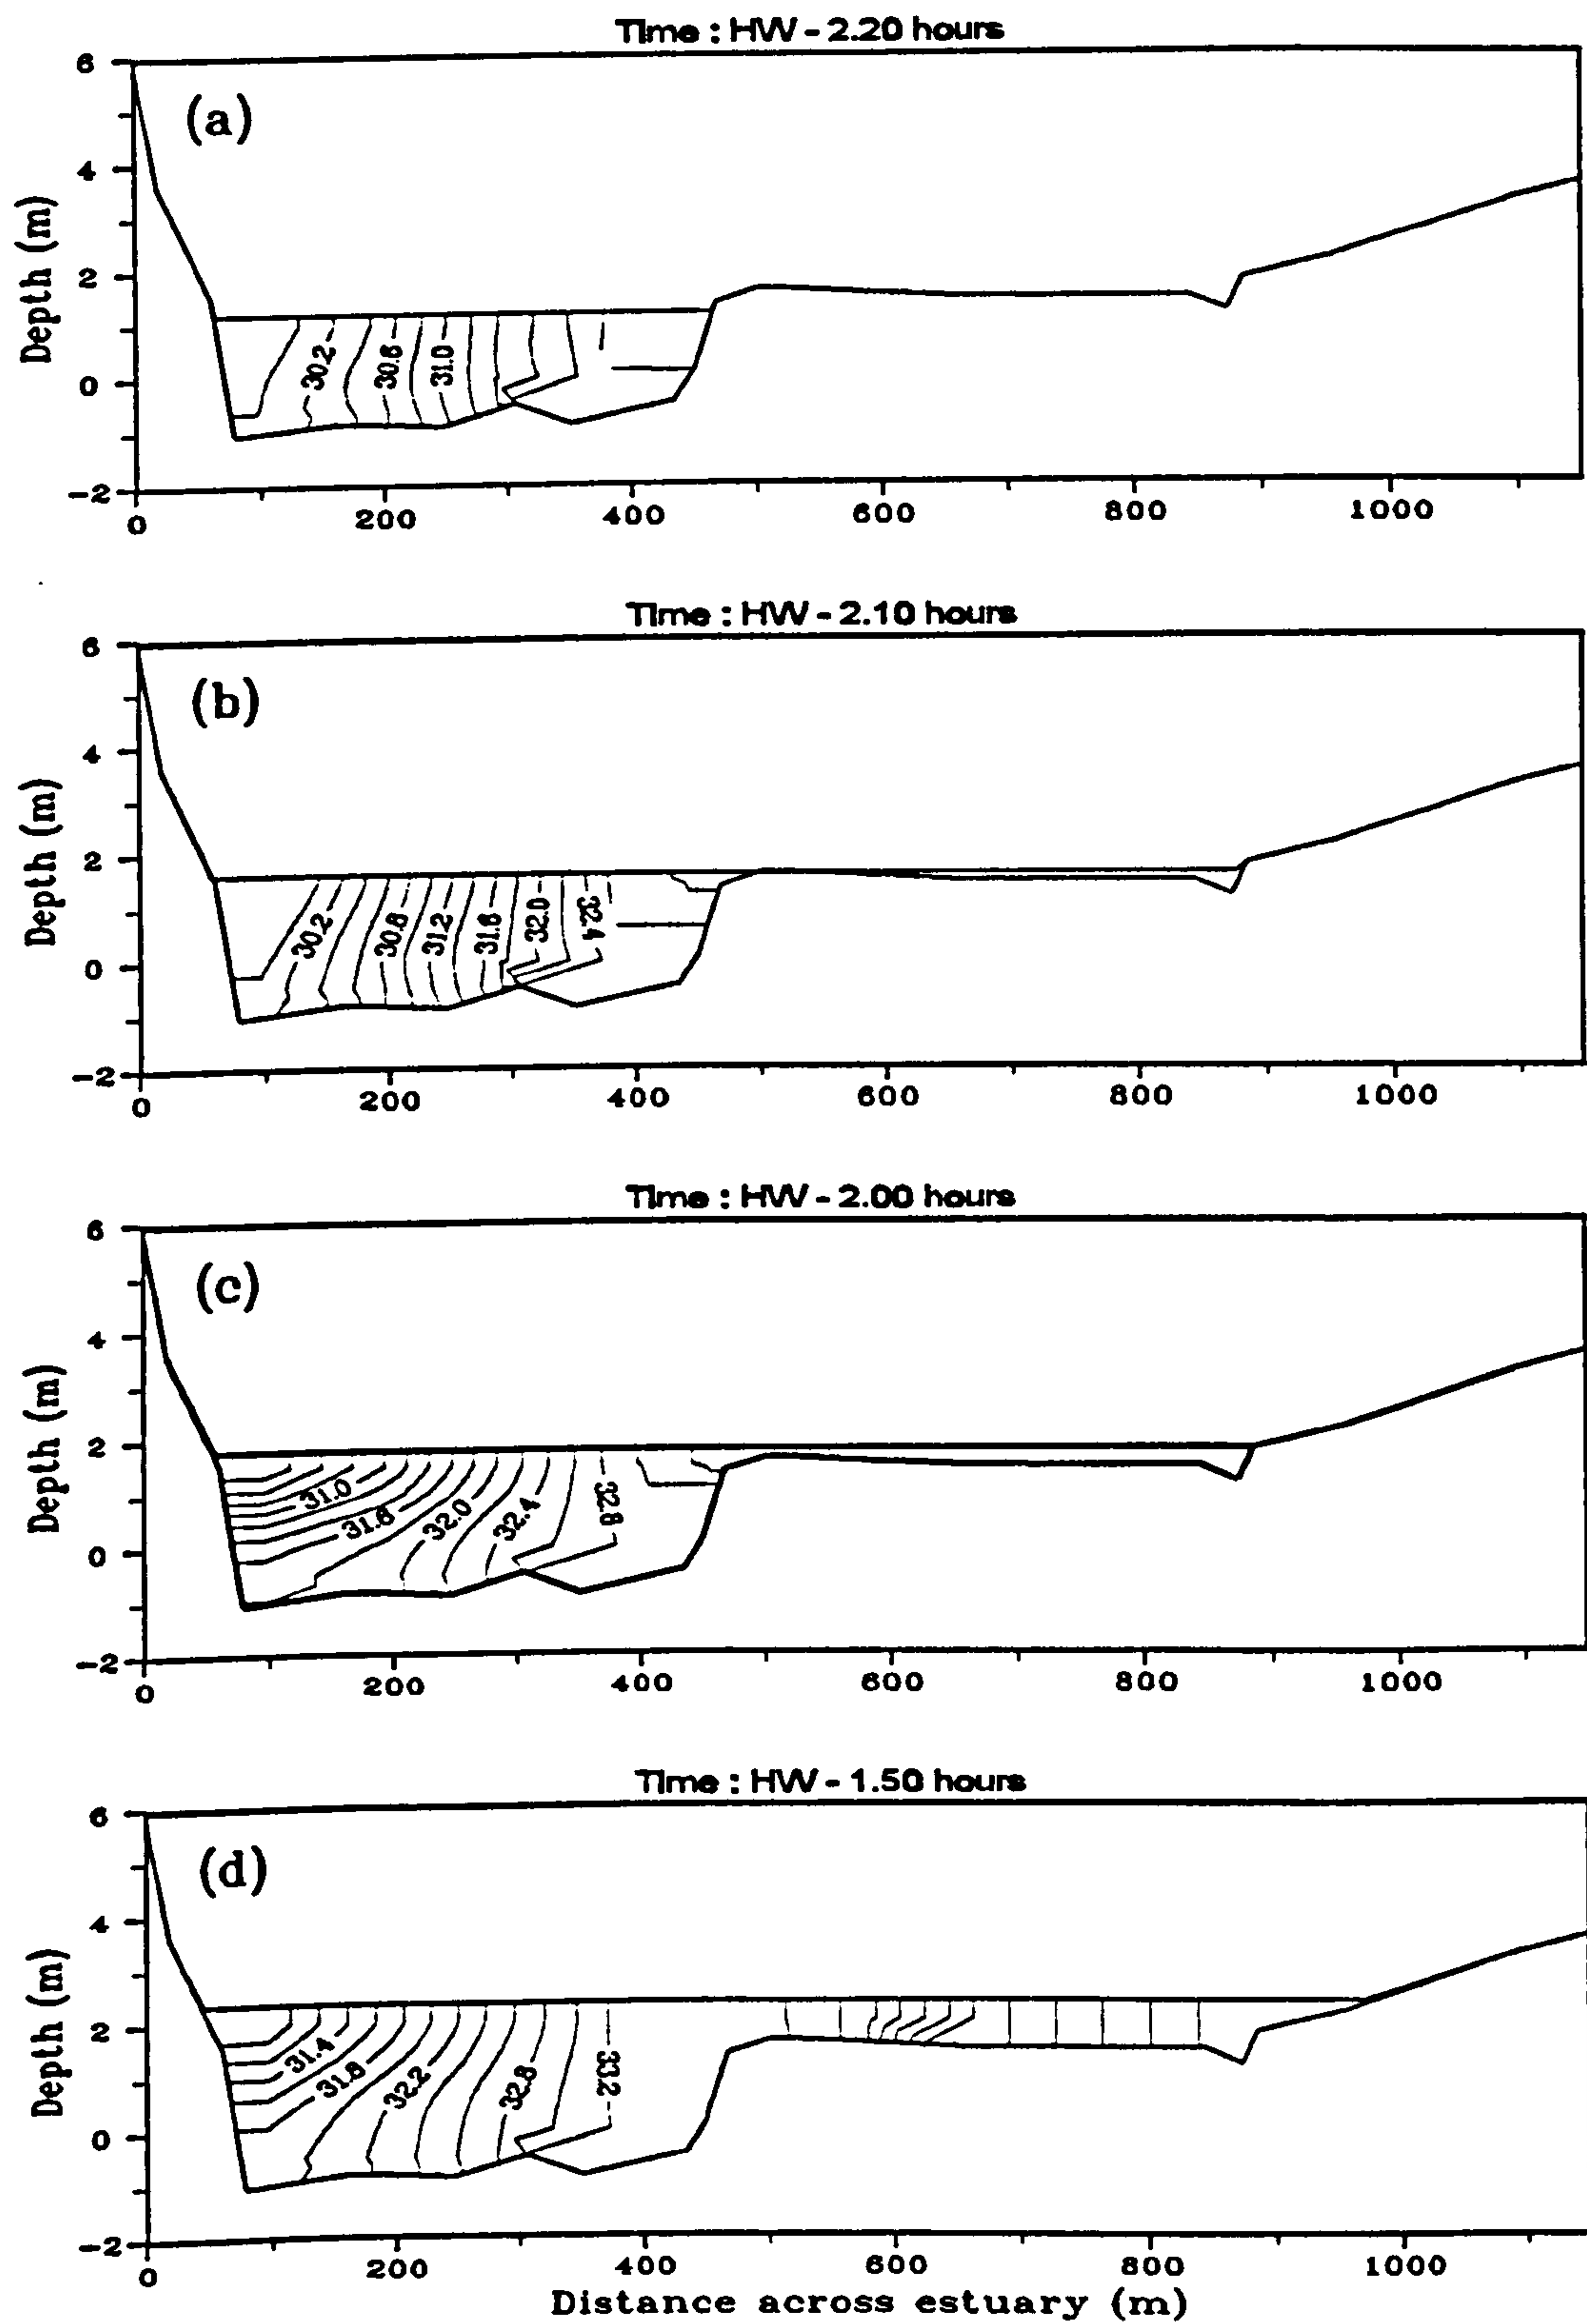 Time : HW - 2.20 hours
(a)
6
4
2
0
-2
Depth (m)
30.2
30.6
31.0
0 200 400 600 800 1000
Time : HW - 2.10 hours
(b)
6
4
2
0
-2
Depth (m)
30.2
30.8
31.2
31.6
32.0
32.4
0 200 400 600 800 1000
Time : HW - 2.00 hours
(c)
6
4
2
0
-2
Depth (m)
31.0
31.6
32.0
32.4
32.8
0 200 400 600 800 1000
Time : HW - 1.50 hours
(d)
6
4
2
0
-2
Depth (m)
31.4
31.8
32.2
32.8
33.2
0 200 400 600 800 1000
Distance across estuary (m)